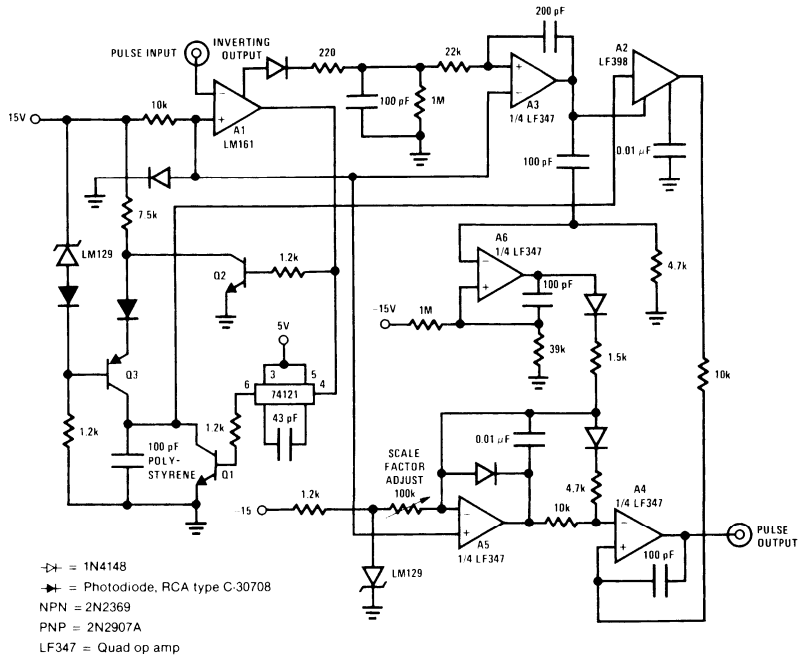 200 pF
PULSE INPUT
INVERTING
OUTPUT
220
22k
A2
LF398
15V
10k
A1
LM161
100 pF
1M
A3
1/4 LF347
0.01 μF
100 pF
7.5k
LM129
Q2
1.2k
A6
1/4 LF347
100 pF
4.7k
-15V
1M
5V
39k
1.5k
Q3
3
5
6
4
74121
10k
1.2k
43 pF
1.2k
100 pF
POLY-
STYRENE
Q1
0.01 μF
SCALE
FACTOR
ADJUST
100k
4.7k
A4
1/4 LF347
-15
1.2k
10k
A5
1/4 LF347
PULSE
OUTPUT
100 pF
LM129
= 1N4148
= Photodiode, RCA type C-30708
NPN = 2N2369
PNP = 2N2907A
LF347 = Quad op amp
− + − + − + − + − +